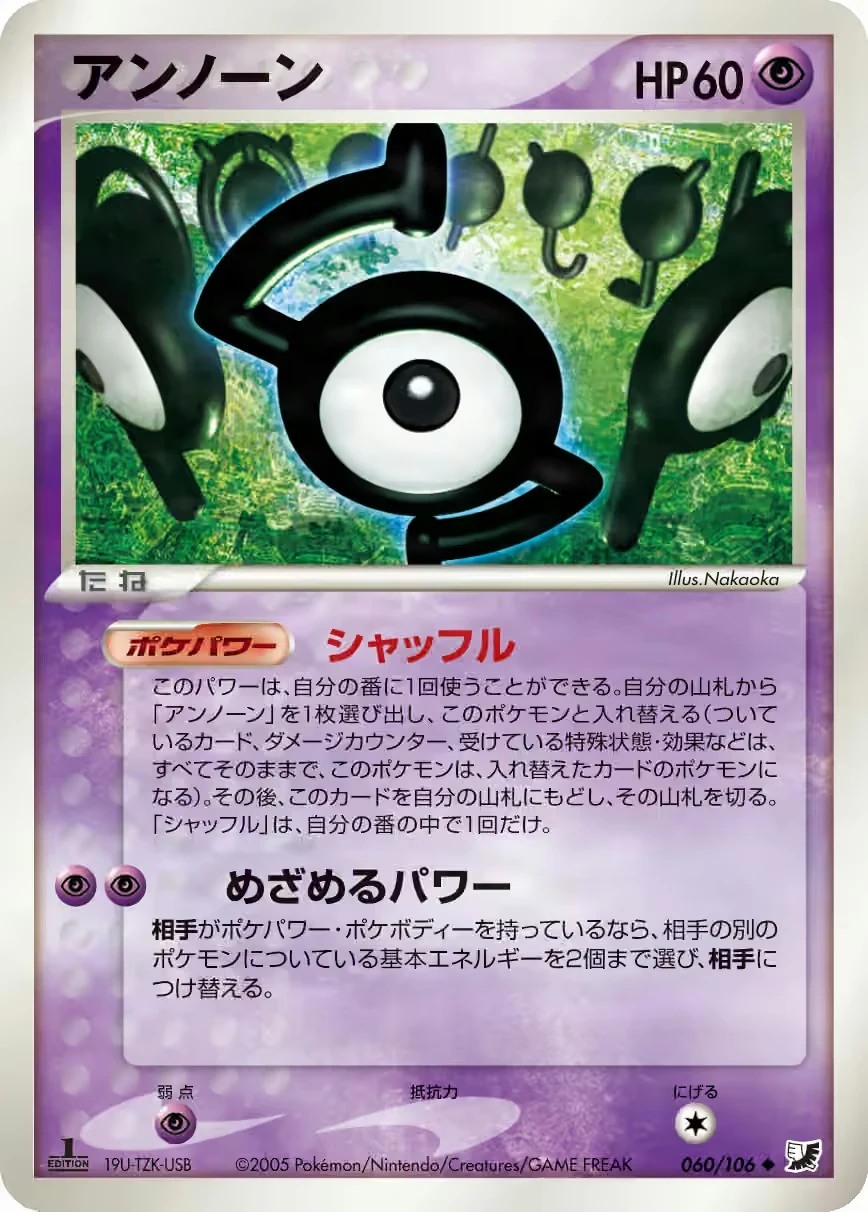 アンノーン
HP60
たね
Illus.Nakaoka
ポケパワー シャッフル
このパワーは、自分の番に1回使うことができる。自分の山札から
「アンノーン」を1枚選び出し、このポケモンと入れ替える(ついて
いるカード、ダメージカウンター、受けている特殊状態・効果などは、
すべてそのままで、このポケモンは、入れ替えたカードのポケモンに
なる)。その後、このカードを自分の山札にもどし、その山札を切る。
「シャッフル」は、自分の番の中で1回だけ。
めざめるパワー
相手がポケパワー・ポケボディーを持っているなら、相手の別の
ポケモンについている基本エネルギーを2個まで選び、相手に
つけ替える。
弱点 抵抗力 にげる
1 EDITION 19U-TZK-USB ©2005 Pokémon/Nintendo/Creatures/GAME FREAK 060/106 ◆